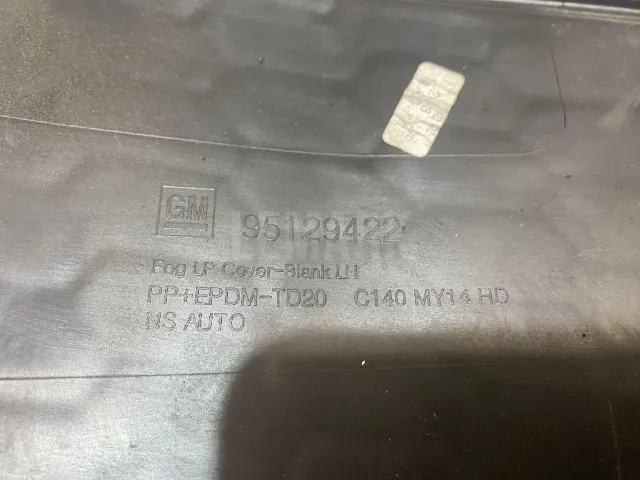 GM 95129422
Fog LP Cover-Blank LH
PP+EPDM-TD20 C140 MY14 HD
NS AUTO